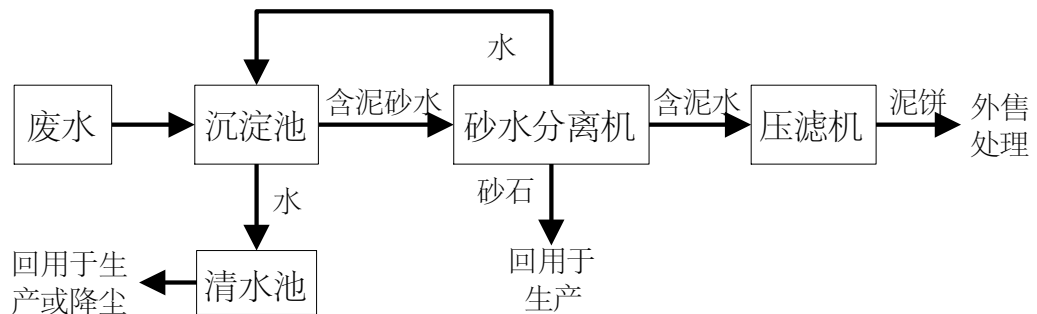 水
废水
沉淀池
含泥砂水
砂水分离机
含泥水
压滤机
泥饼
外售
处理
水
砂石
回用于生
产或降尘
清水池
回用于
生产